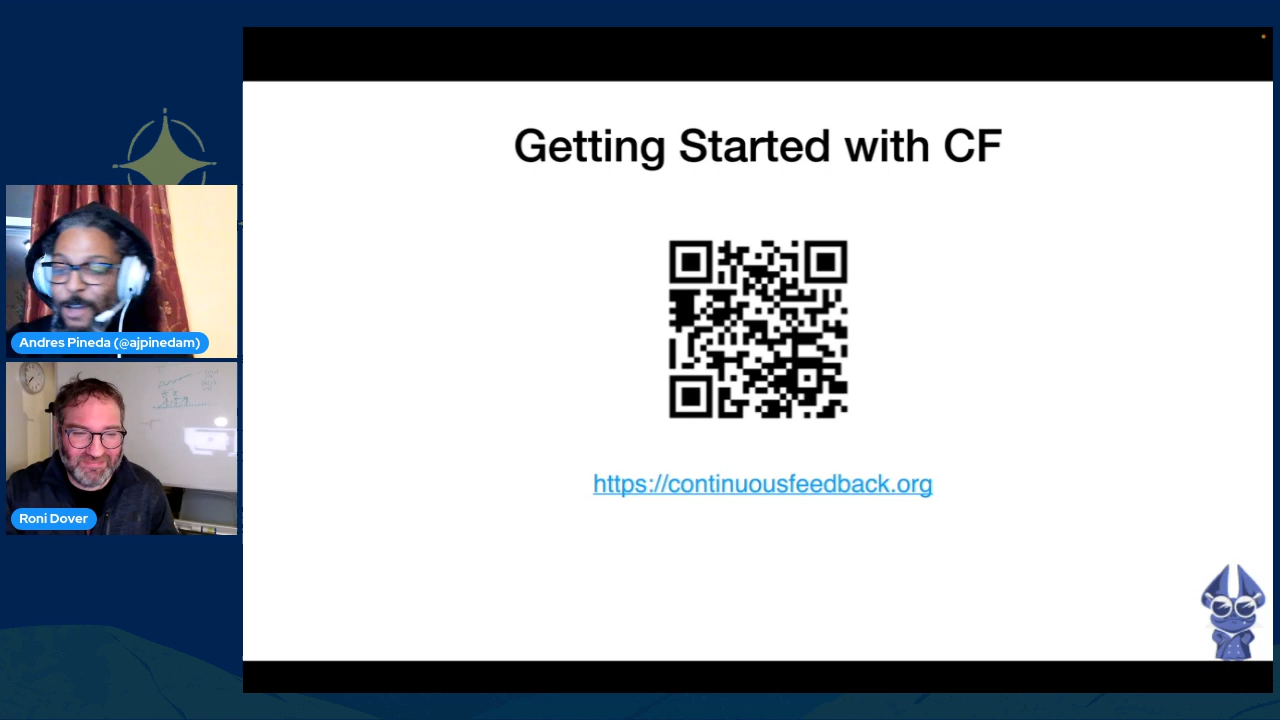 Getting Started with CF
Andres Pineda (@ajpinedam)
https://continuousfeedback.org
Roni Dover